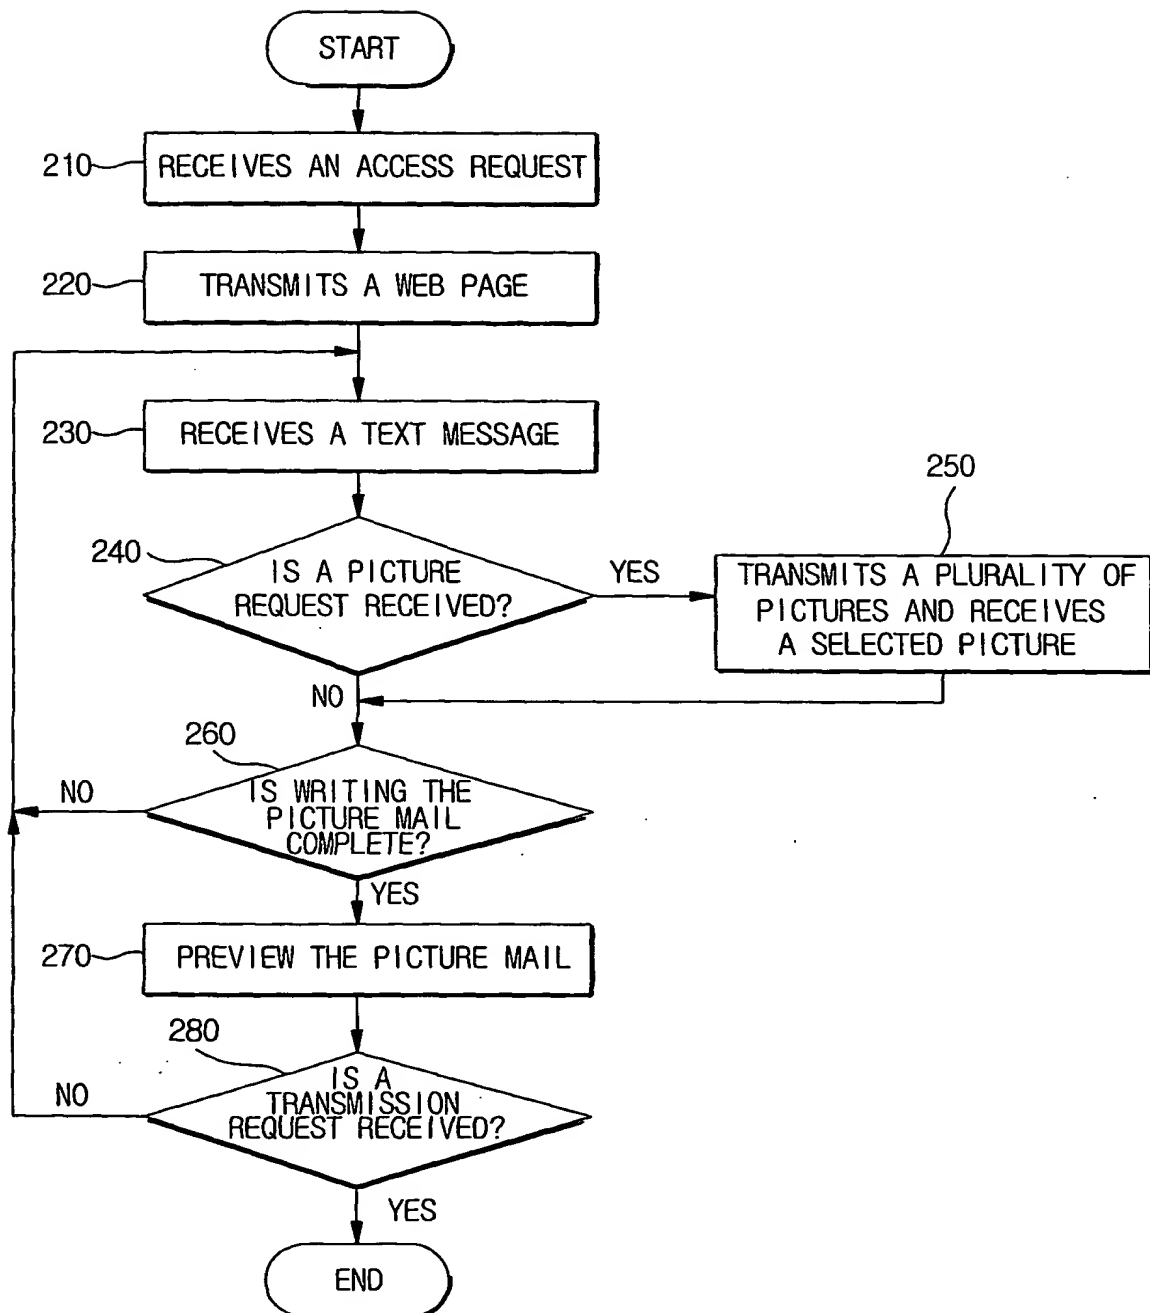 START
210
RECEIVES AN ACCESS REQUEST
220
TRANSMITS A WEB PAGE
230
RECEIVES A TEXT MESSAGE
250
240
IS A PICTURE
REQUEST RECEIVED?
YES
TRANSMITS A PLURALITY OF
PICTURES AND RECEIVES
A SELECTED PICTURE
NO
260
NO
IS WRITING THE
PICTURE MAIL
COMPLETE?
YES
270
PREVIEW THE PICTURE MAIL
280
NO
IS A
TRANSMISSION
REQUEST RECEIVED?
YES
END